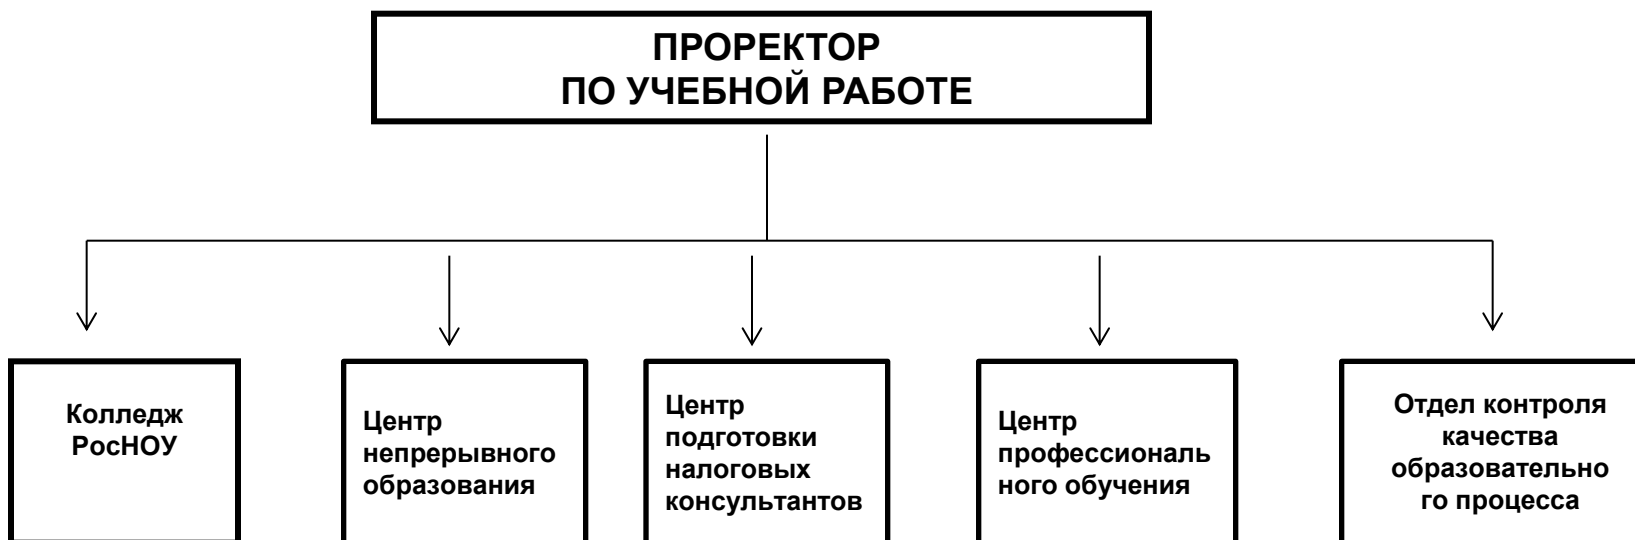 ПРОРЕКТОР
ПО УЧЕБНОЙ РАБОТЕ
Колледж
РосНОУ
Центр
непрерывного
образования
Центр
подготовки
налоговых
консультантов
Центр
профессиональ
ного обучения
Отдел контроля
качества
образовательно
го процесса